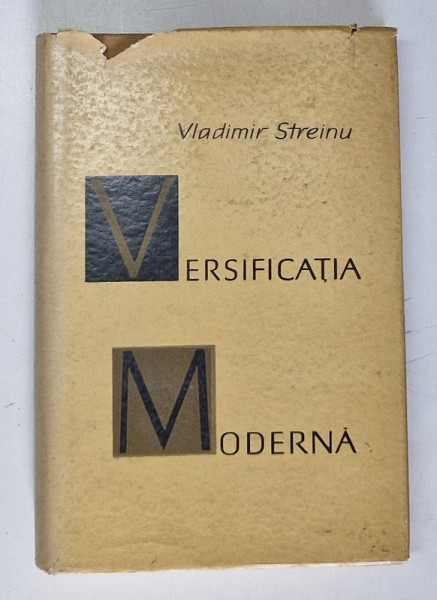 Vladimir Streinu
VERSIFICAȚIA
MODERNĂ